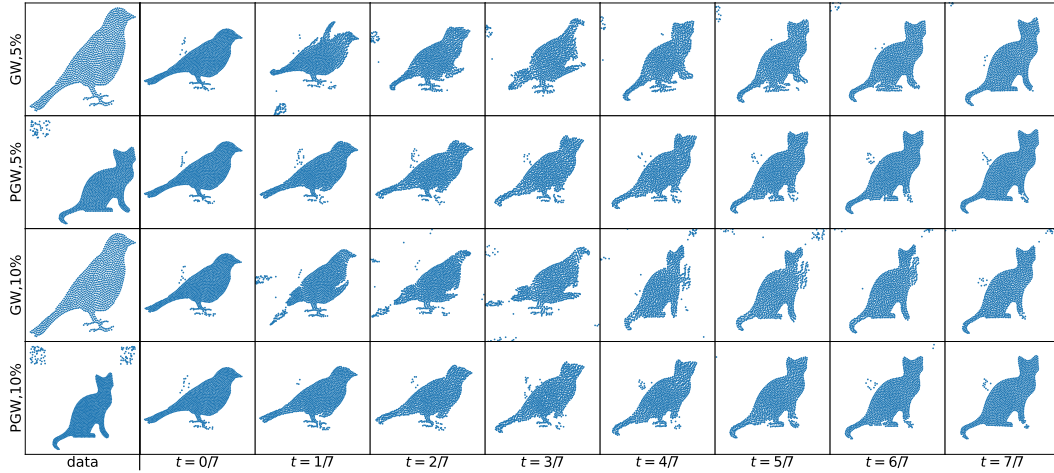 GW,5%
PGW,5%
GW,10%
PGW,10%
data t = 0/7 t = 1/7 t = 2/7 t = 3/7 t = 4/7 t = 5/7 t = 6/7 t = 7/7